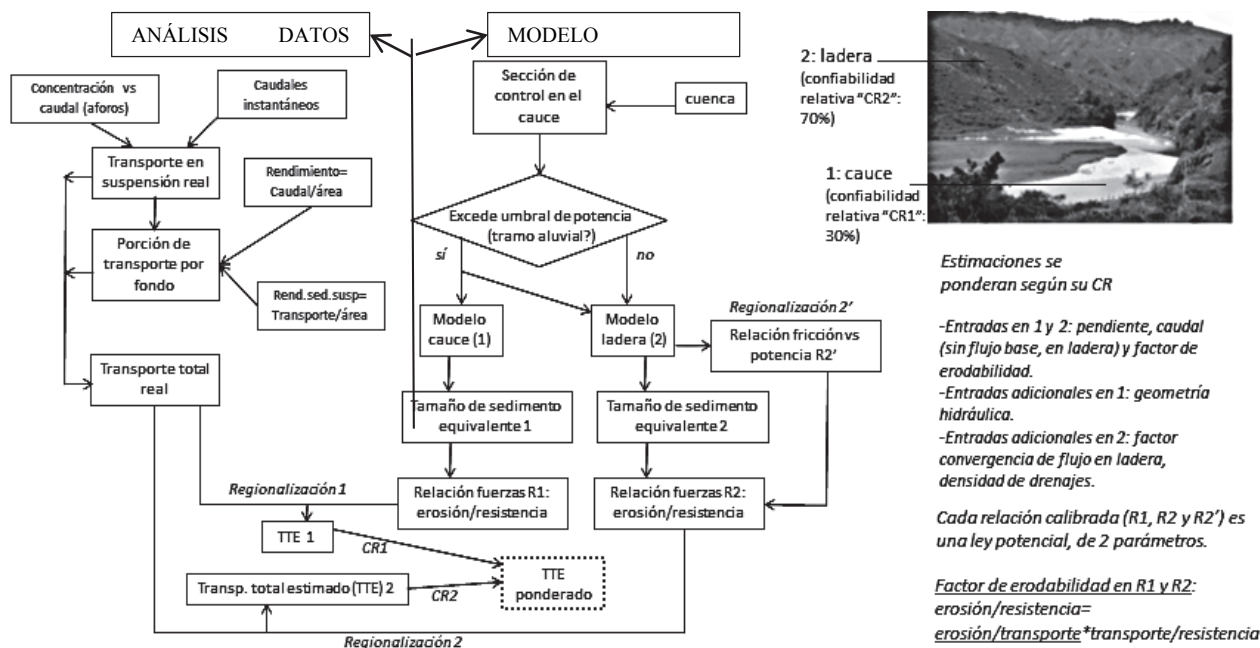 ANÁLISIS DATOS
MODELO
Concentración vs
caudal (aforos)
Caudales
instantáneos
Transporte en
suspensión real
Rendimiento=
Caudal/área
Porción de
transporte por
fondo
Rend.sed.susp=
Transporte/área
Transporte total
real
Sección de
control en el
cauce
cuenca
Excede umbral de potencia
(tramo aluvial?)
sí
no
Modelo
cauce (1)
Modelo
ladera (2)
Regionalización 2’
Relación fricción vs
potencia R2’
Tamaño de sedimento
equivalente 1
Tamaño de sedimento
equivalente 2
Regionalización 1
Relación fuerzas R1:
erosión/resistencia
Relación fuerzas R2:
erosión/resistencia
TTE 1
CR1
Transp. total estimado (TTE) 2
CR2
TTE
ponderado
Regionalización 2
2: ladera
(confiabilidad
relativa “CR2”:
70%)
1: cauce
(confiabilidad
relativa “CR1”:
30%)
Estimaciones se
ponderan según su CR
-Entradas en 1 y 2: pendiente, caudal
(sin flujo base, en ladera) y factor de
erodabilidad.
-Entradas adicionales en 1: geometría
hidráulica.
-Entradas adicionales en 2: factor
convergencia de flujo en ladera,
densidad de drenajes.
Cada relación calibrada (R1, R2 y R2’) es
una ley potencial, de 2 parámetros.
Factor de erodabilidad en R1 y R2:
erosión/resistencia=
erosión/transporte*transporte/resistencia